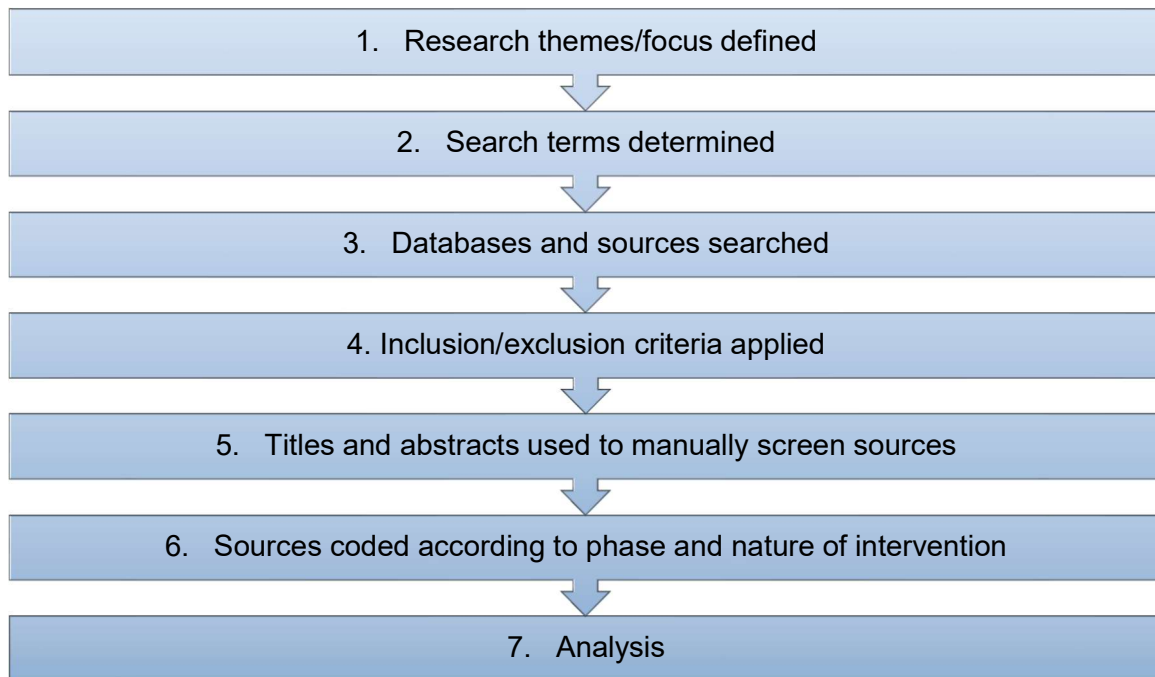 1. Research themes/focus defined
2. Search terms determined
3. Databases and sources searched
4. Inclusion/exclusion criteria applied
5. Titles and abstracts used to manually screen sources
6. Sources coded according to phase and nature of intervention
7. Analysis